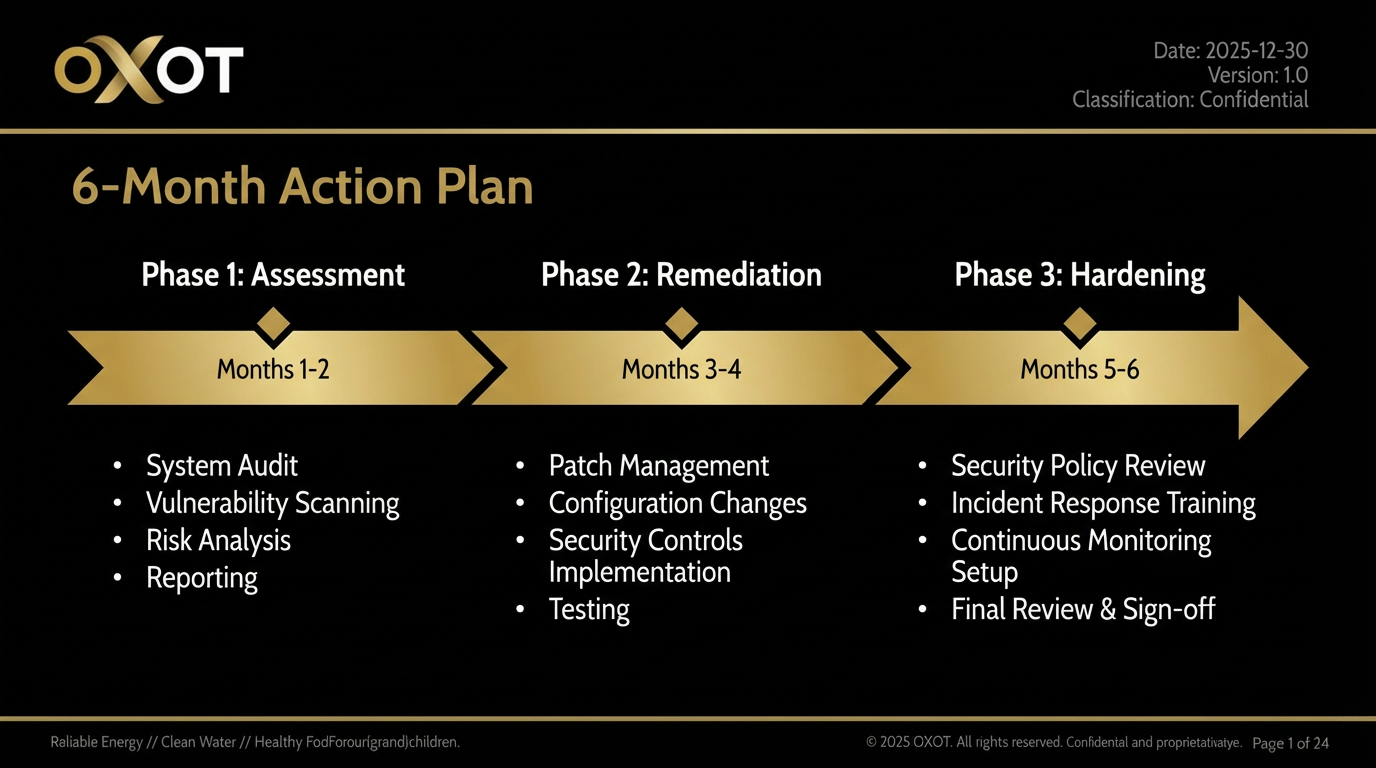 OXOT
Date: 2025-12-30
Version: 1.0
Classification: Confidential
6-Month Action Plan
Phase 1: Assessment
Phase 2: Remediation
Phase 3: Hardening
Months 1-2
Months 3-4
Months 5-6
• System Audit
• Vulnerability Scanning
• Risk Analysis
• Reporting
• Patch Management
• Configuration Changes
• Security Controls
Implementation
• Testing
• Security Policy Review
• Incident Response Training
• Continuous Monitoring
Setup
• Final Review & Sign-off
Reliable Energy // Clean Water // Healthy FodForour(grand)children.
© 2025 OXOT. All rights reserved. Confidental and proprietativatye. Page 1 of 24